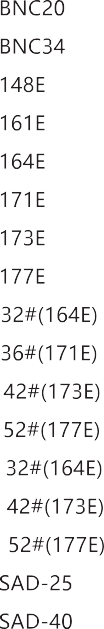 BNC20
BNC34
148E
161E
164E
171E
173E
177E
32#(164E)
36#(171E)
42#(173E)
52#(177E)
32#(164E)
42#(173E)
52#(177E)
SAD-25
SAD-40